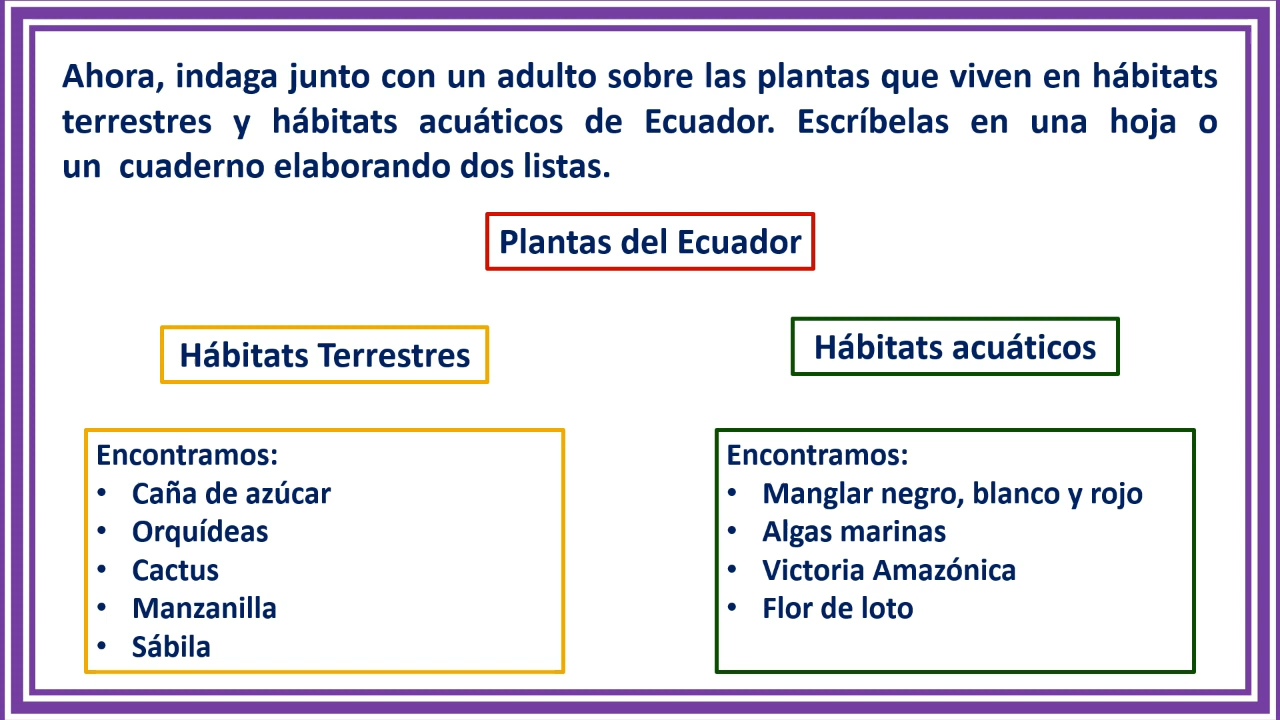 Ahora, indaga junto con un adulto sobre las plantas que viven en hábitats
terrestres y hábitats acuáticos de Ecuador. Escríbelas en una hoja o
un cuaderno elaborando dos listas.
Plantas del Ecuador
Hábitats Terrestres
Encontramos:
• Caña de azúcar
• Orquídeas
• Cactus
• Manzanilla
• Sábila
Hábitats acuáticos
Encontramos:
• Manglar negro, blanco y rojo
• Algas marinas
• Victoria Amazónica
• Flor de loto